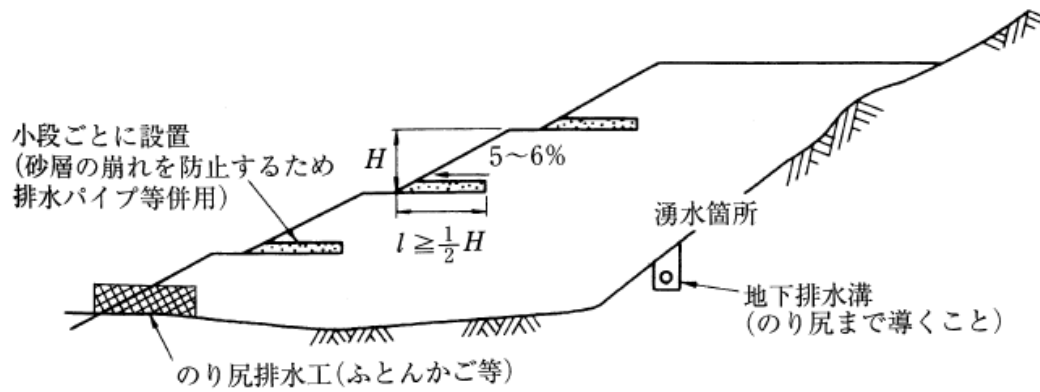 小段ごとに設置
(砂層の崩れを防止するため
排水パイプ等併用)
H
5~6%
l ≧ 1/2 H
湧水箇所
地下排水溝
(のり尻まで導くこと)
のり尻排水工(ふとんかご等)